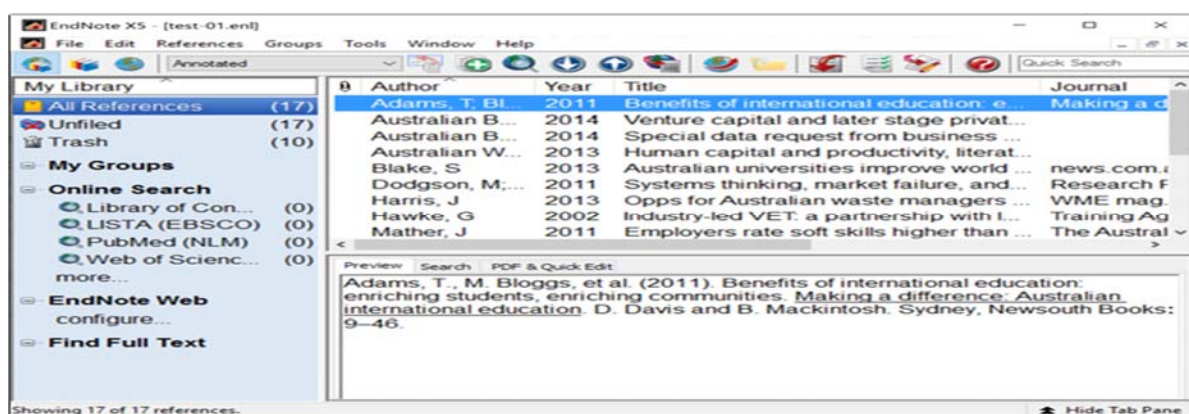 EndNote X5 - [test-01.enl]
File Edit References Groups Tools Window Help
Annotated
Quick Search
My Library
All References (17)
Unfiled (17)
Trash (10)
My Groups
Online Search
Library of Con... (0)
LISTA (EBSCO) (0)
PubMed (NLM) (0)
Web of Scienc... (0)
more...
EndNote Web
configure...
Find Full Text
Author Year Title Journal
Adams, T; Bl... 2011 Benefits of international education: e... Making a d
Australian B... 2014 Venture capital and later stage privat...
Australian B... 2014 Special data request from business ...
Australian W... 2013 Human capital and productivity, literat...
Blake, S 2013 Australian universities improve world ... news.com.a
Dodgson, M;... 2011 Systems thinking, market failure, and... Research F
Harris, J 2013 Opps for Australian waste managers ... WME mag.
Hawke, G 2002 Industry-led VET: a partnership with l... Training Ag
Mather, J 2011 Employers rate soft skills higher than ... The Austral
Preview Search PDF & Quick Edit
Adams, T., M. Bloggs, et al. (2011). Benefits of international education:
enriching students, enriching communities. Making a difference: Australian
international education. D. Davis and B. Mackintosh. Sydney, Newsouth Books:
9–46.
Showing 17 of 17 references.
Hide Tab Pane